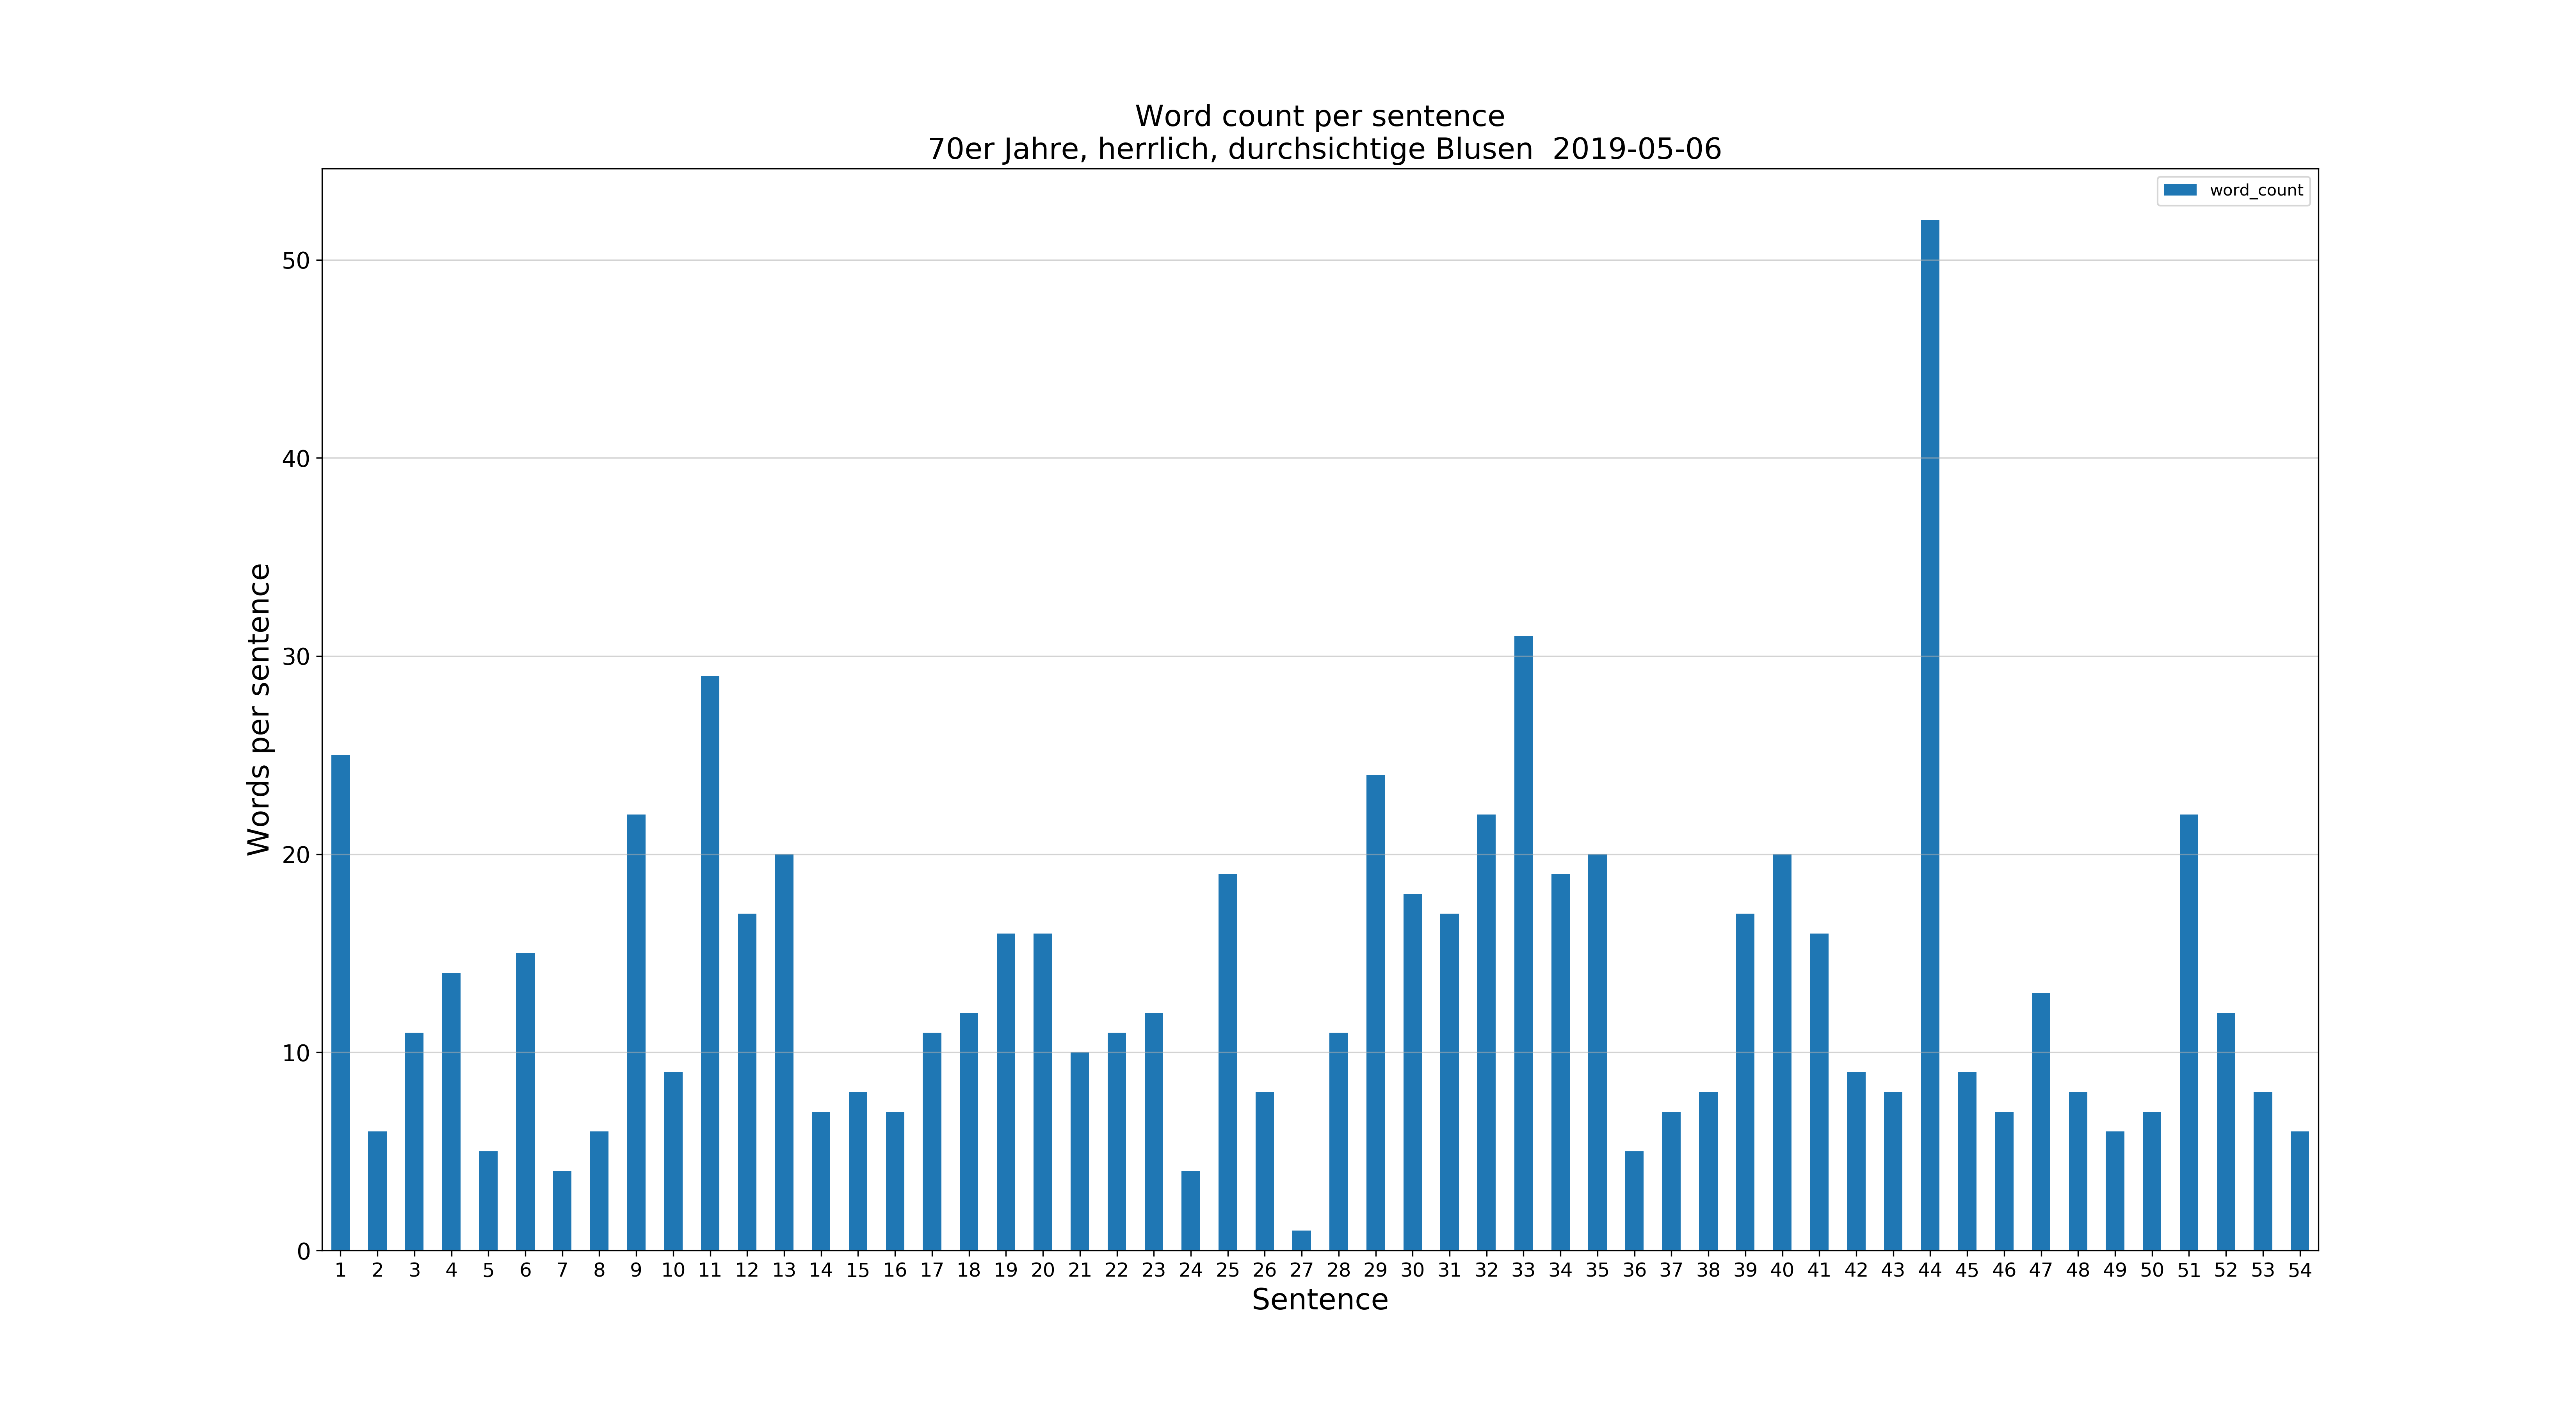 Word count per sentence
70er Jahre, herrlich, durchsichtige Blusen  2019-05-06
word_count
50
40
30
20
10
0
Words per sentence
1 2 3 4 5 6 7 8 9 10 11 12 13 14 15 16 17 18 19 20 21 22 23 24 25 26 27 28 29 30 31 32 33 34 35 36 37 38 39 40 41 42 43 44 45 46 47 48 49 50 51 52 53 54
Sentence